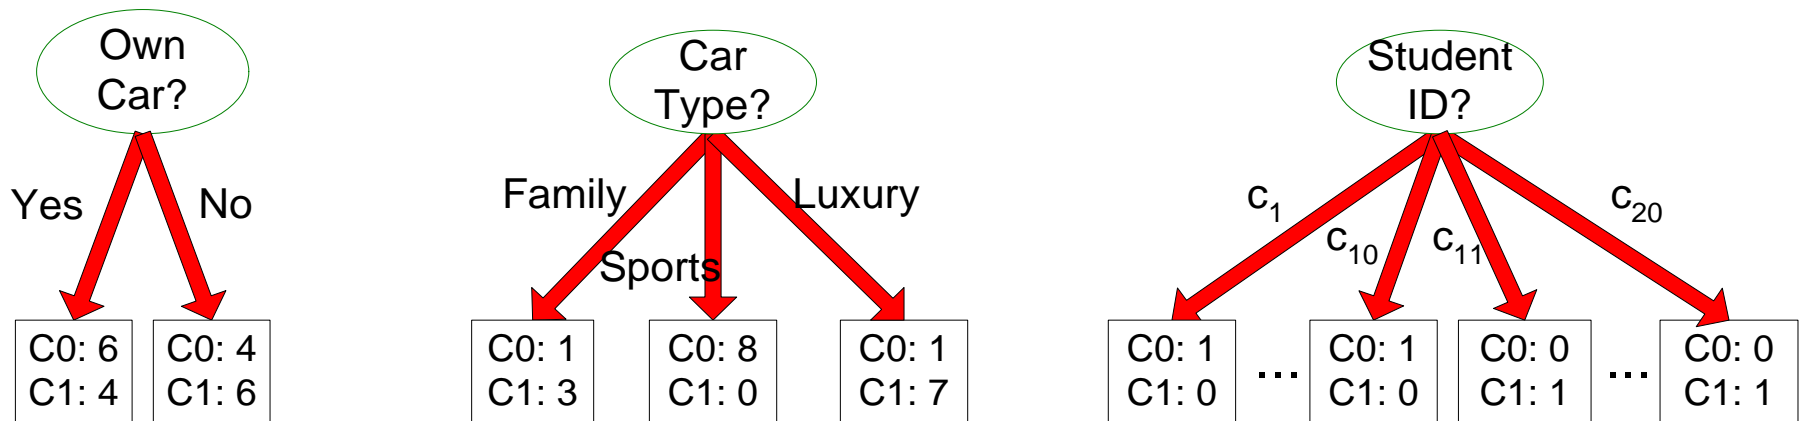 Own
Car?
Yes
No
C0: 6
C1: 4
C0: 4
C1: 6
Car
Type?
Family
Sports
Luxury
C0: 1
C1: 3
C0: 8
C1: 0
C0: 1
C1: 7
Student
ID?
c1
c10
c11
c20
C0: 1
C1: 0
...
C0: 1
C1: 0
C0: 0
C1: 1
...
C0: 0
C1: 1